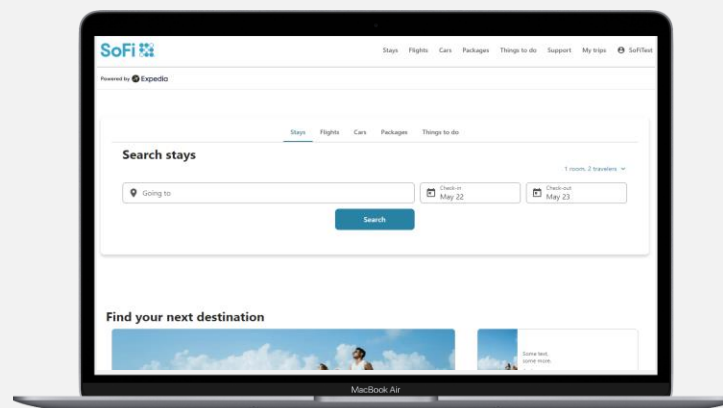 SoFi
Stays Flights Cars Packages Things to do Support My trips SoFiTest
Powered by Expedia
Stays Flights Cars Packages Things to do
Search stays
1 room, 2 travelers
Going to
Check-in
May 22
Check-out
May 23
Search
Find your next destination
Some text,
some more.
MacBook Air